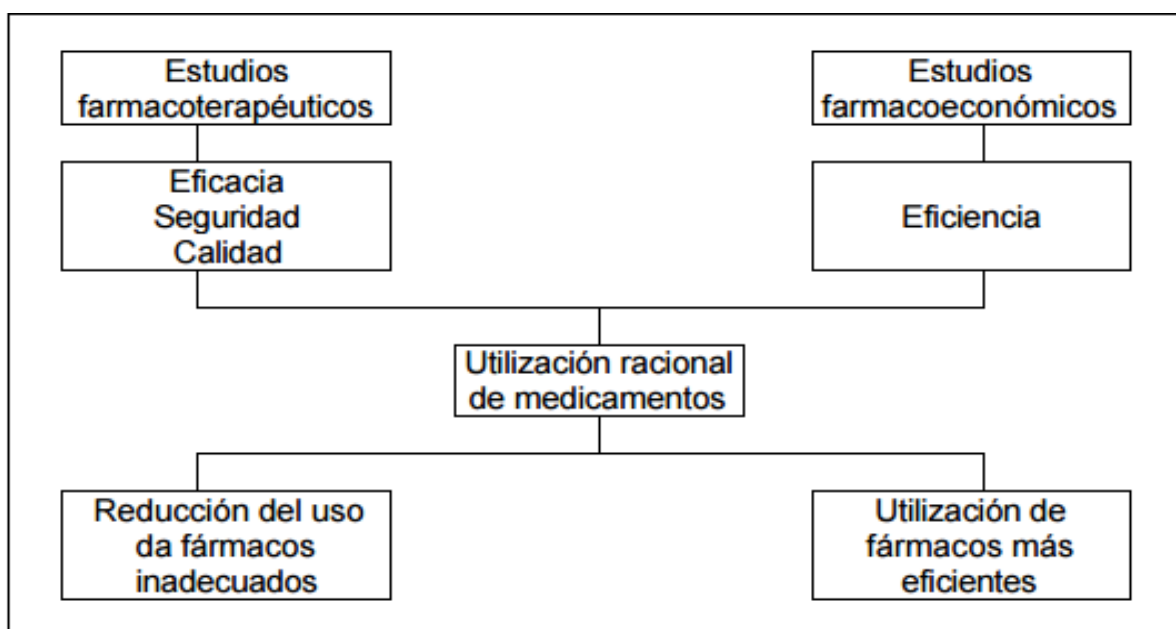 Estudios
farmacoterapéuticos
Estudios
farmacoeconómicos
Eficacia
Seguridad
Calidad
Eficiencia
Utilización racional
de medicamentos
Reducción del uso
da fármacos
inadecuados
Utilización de
fármacos más
eficientes